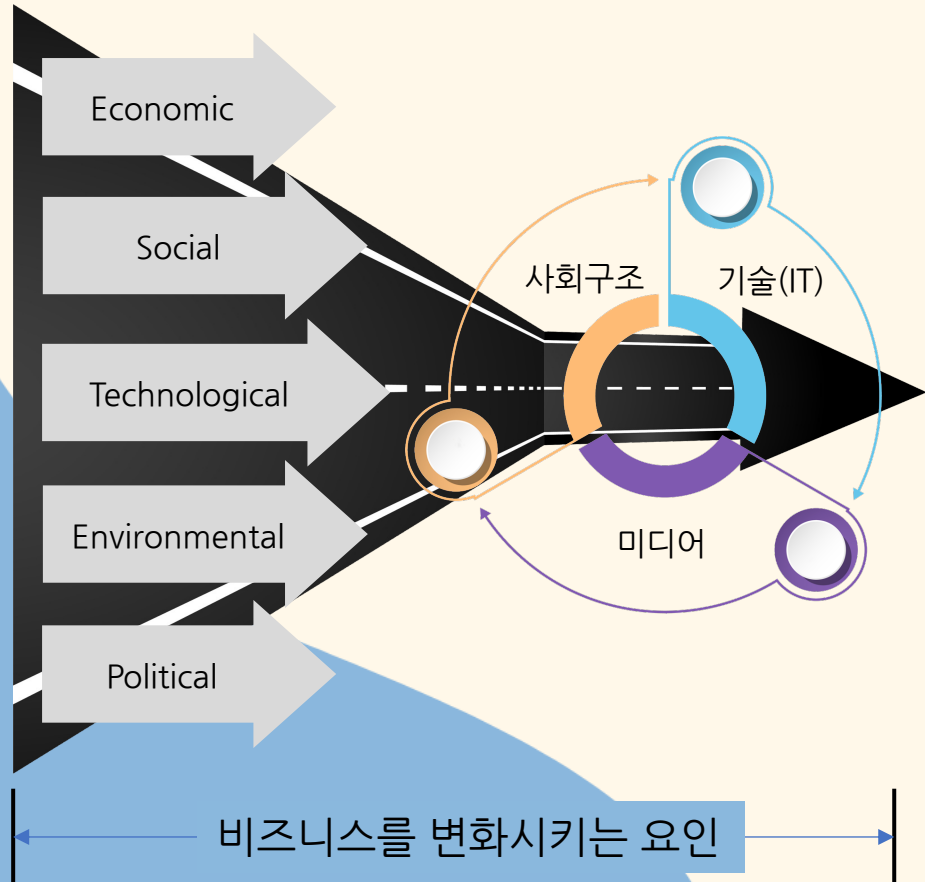 Economic
Social
Technological
Environmental
Political
사회구조
기술(IT)
미디어
비즈니스를 변화시키는 요인